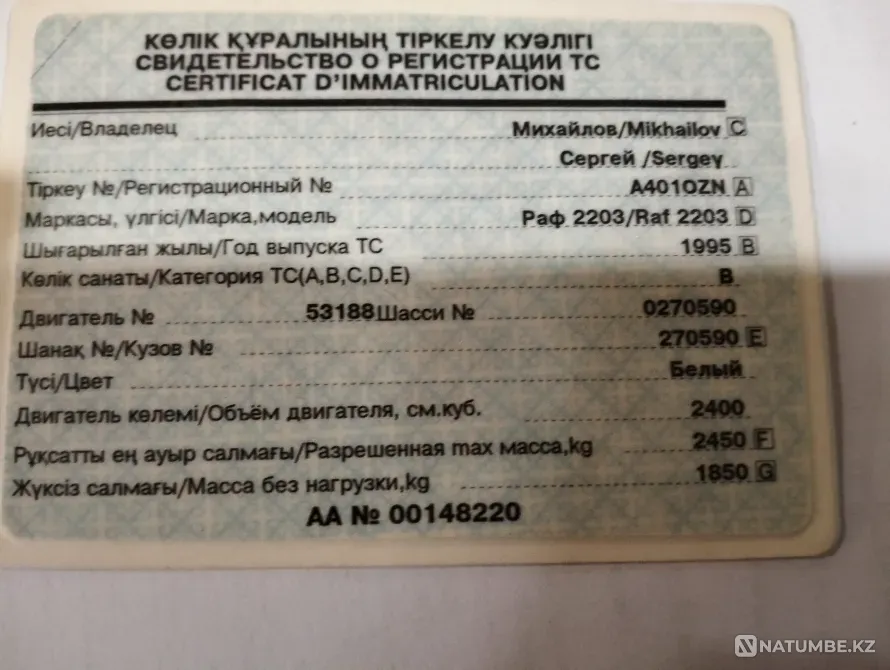 КӨЛІК ҚҰРАЛЫНЫҢ ТІРКЕЛУ КУӘЛІГІ
СВИДЕТЕЛЬСТВО О РЕГИСТРАЦИИ ТС
CERTIFICAT D'IMMATRICULATION
Иесі/Владелец Михайлов/Mikhailov C
Сергей /Sergey
Тіркеу №/Регистрационный № A401OZN A
Маркасы, үлгісі/Марка,модель Раф 2203/Raf 2203 D
Шығарылған жылы/Год выпуска ТС 1995 B
Көлік санаты/Категория ТС(A,B,C,D,E) B
Двигатель № 53188 Шасси № 0270590
Шанақ №/Кузов № 270590 E
Түсі/Цвет Белый
Двигатель көлемі/Объём двигателя, см.куб. 2400
Рұқсатты ең ауыр салмағы/Разрешенная max масса,kg 2450 F
Жүксіз салмағы/Масса без нагрузки,kg 1850 G
AA № 00148220
NATUMBE.KZ